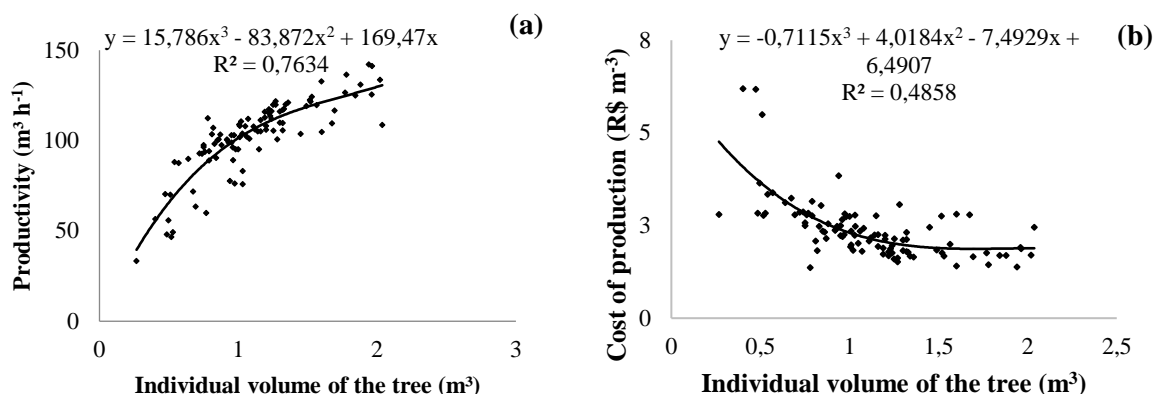 y = 15,786x³ - 83,872x² + 169,47x
R² = 0,7634
(a)
150
100
50
0
0 1 2 3
Productivity (m³ h⁻¹)
Individual volume of the tree (m³)
y = -0,7115x³ + 4,0184x² - 7,4929x +
6,4907
R² = 0,4858
(b)
8
5
3
0
0 0,5 1 1,5 2 2,5
Cost of production (R$ m⁻³)
Individual volume of the tree (m³)